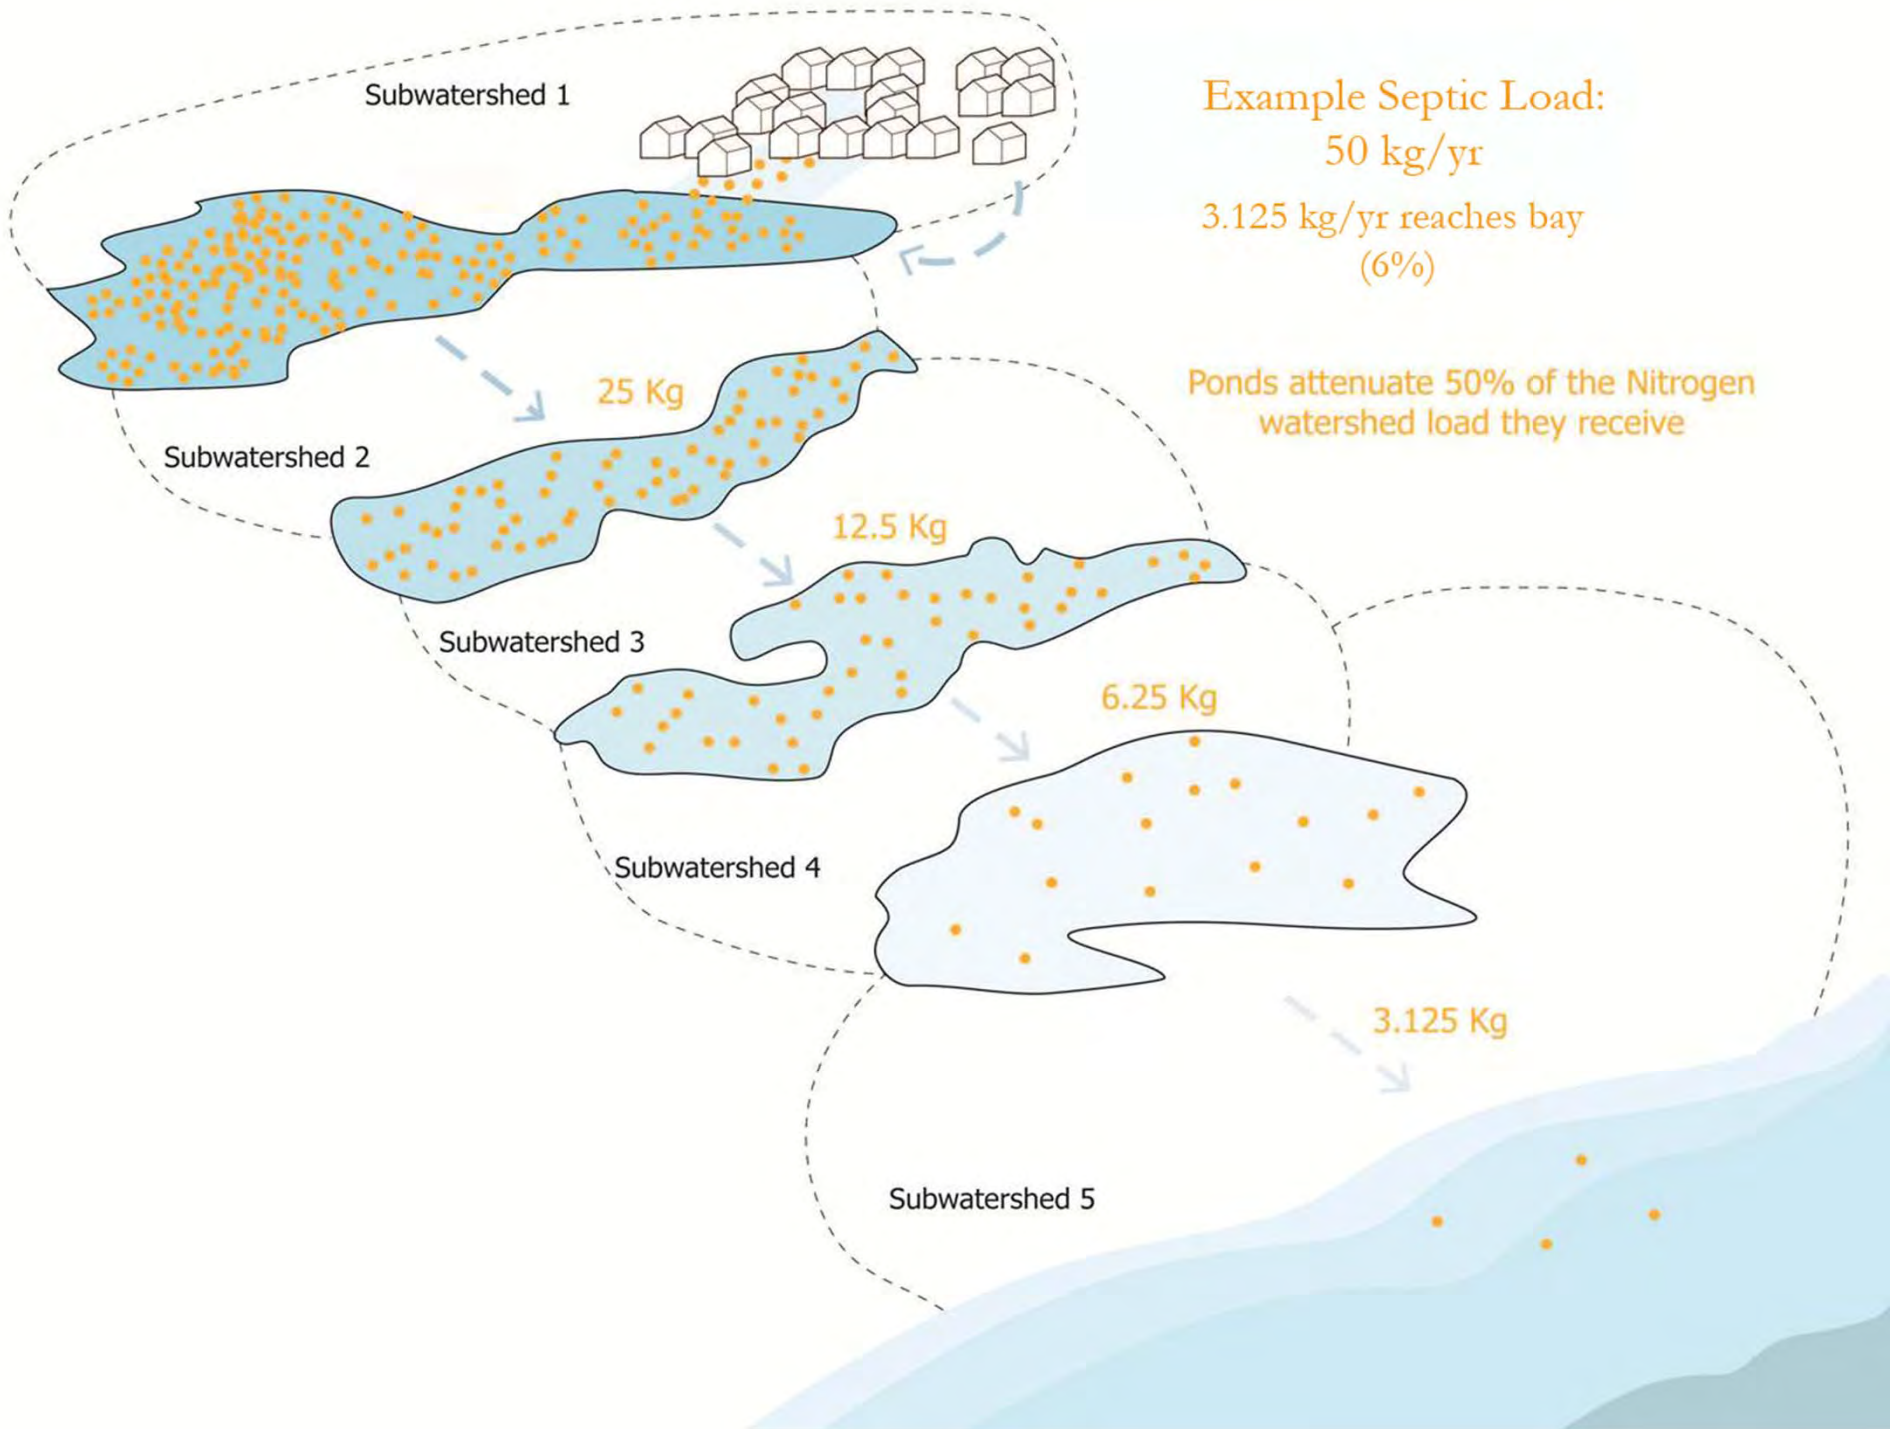 Subwatershed 1
Example Septic Load:
50 kg/yr
3.125 kg/yr reaches bay
(6%)
25 Kg
Ponds attenuate 50% of the Nitrogen
watershed load they receive
Subwatershed 2
12.5 Kg
Subwatershed 3
6.25 Kg
Subwatershed 4
3.125 Kg
Subwatershed 5